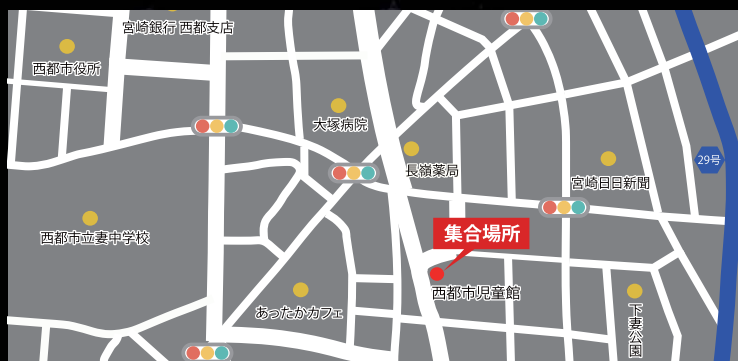 宮崎銀行 西都支店
西都市役所
大塚病院
長嶺薬局
29号
宮崎日日新聞
西都市立妻中学校
集合場所
西都市児童館
あったかカフェ
下妻公園